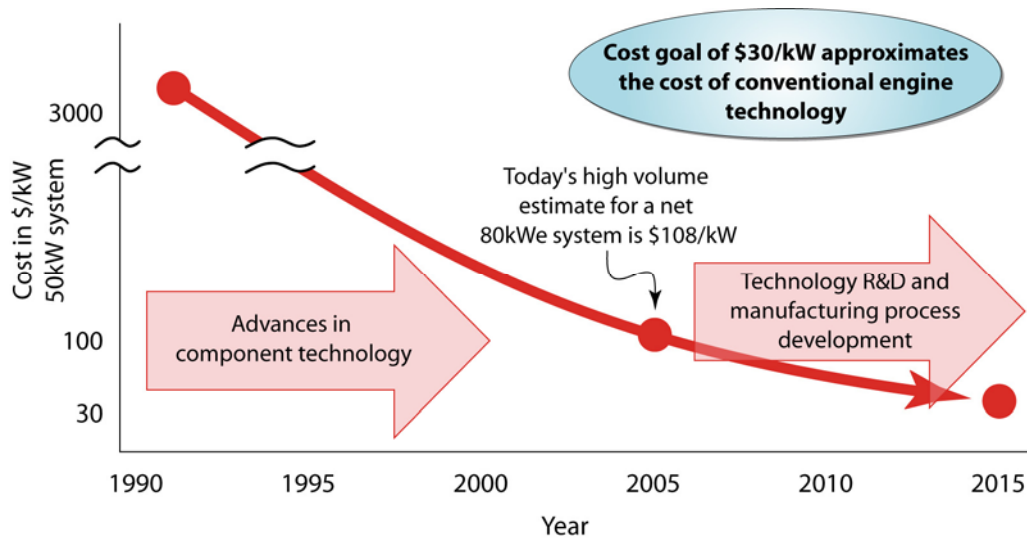 Cost goal of $30/kW approximates
the cost of conventional engine
technology
3000
100
30
Cost in $/kW
50kW system
Today's high volume
estimate for a net
80kWe system is $108/kW
Advances in
component technology
Technology R&D and
manufacturing process
development
1990
1995
2000
2005
2010
2015
Year